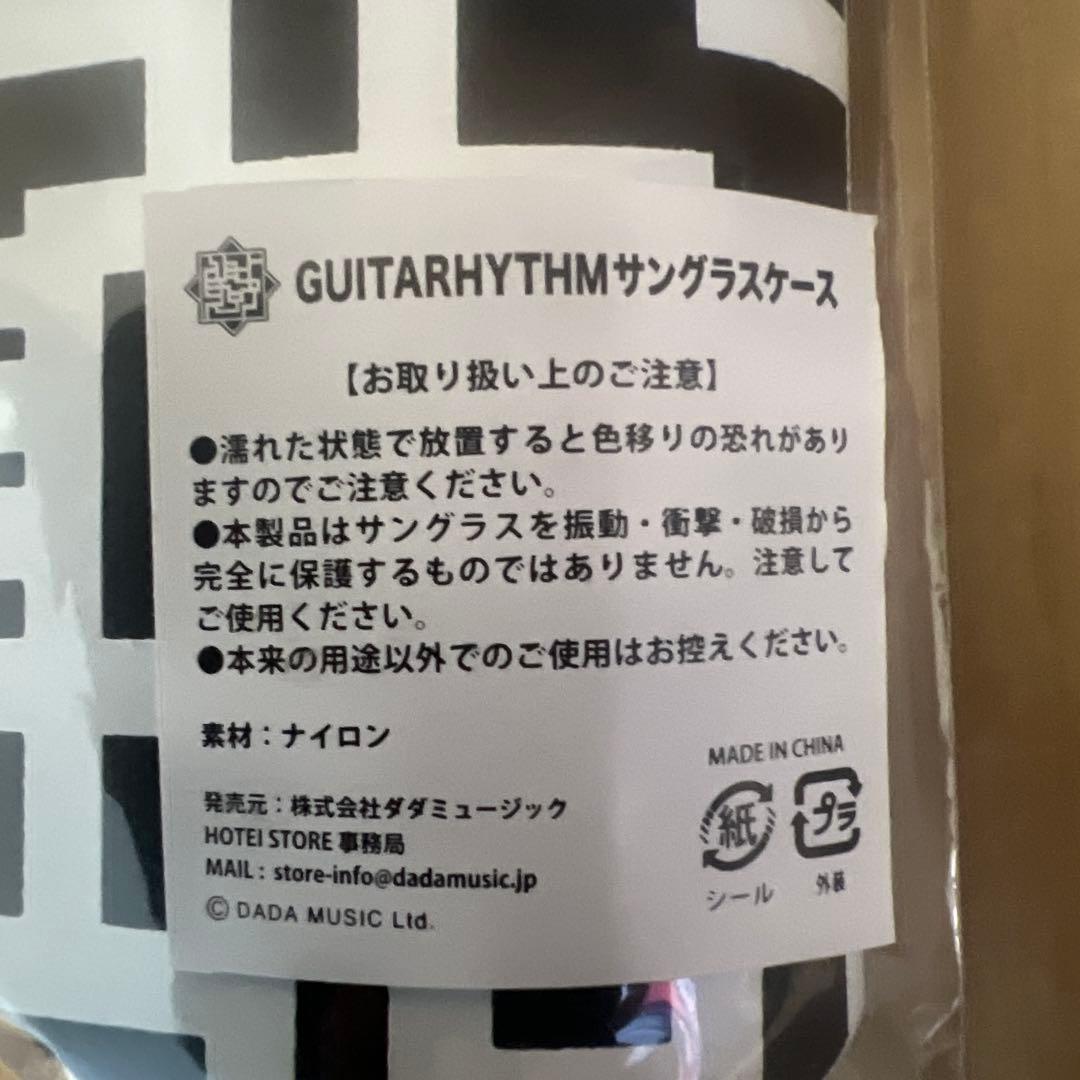 GUITARHYTHMサングラスケース
【お取り扱い上のご注意】
●濡れた状態で放置すると色移りの恐れがあり
ますのでご注意ください。
●本製品はサングラスを振動・衝撃・破損から
完全に保護するものではありません。注意して
ご使用ください。
●本来の用途以外でのご使用はお控えください。
素材：ナイロン
MADE IN CHINA
発売元：株式会社ダダミュージック
HOTEI STORE 事務局
MAIL : store-info@dadamusic.jp
© DADA MUSIC Ltd.
紙 プラ
シール 外装